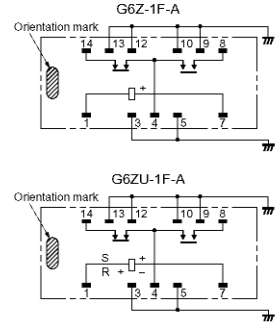 G6Z-1F-A
Orientation mark
14 13 12 10 9 8
+
1 3 4 5 7
G6ZU-1F-A
Orientation mark
14 13 12 10 9 8
S +
R + −
1 3 4 5 7